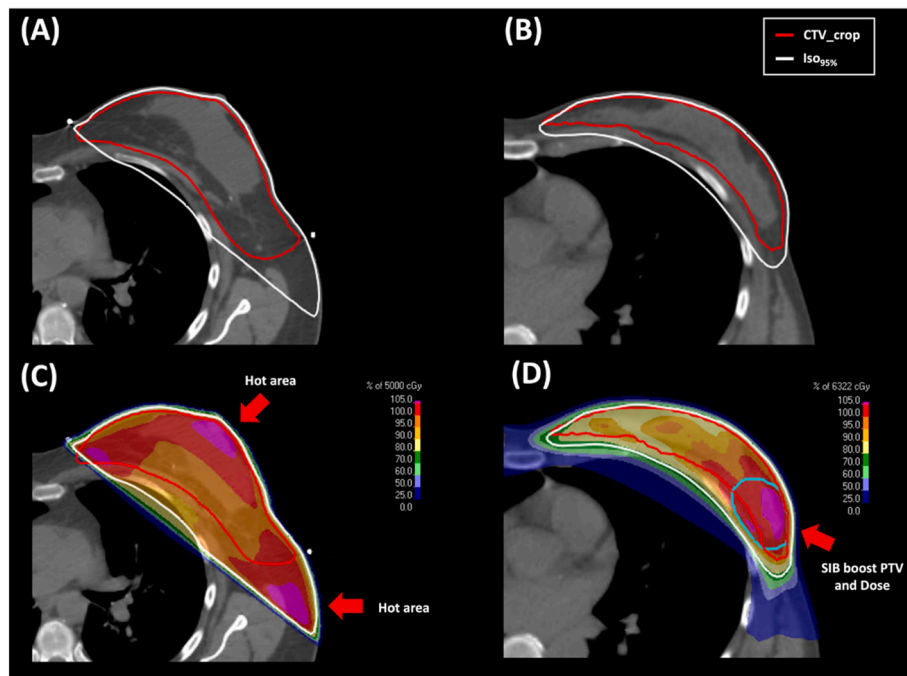 (A)
(B)
CTV_crop
Iso95%
(C)
Hot area
% of 5000 cGy
105.0
100.0
95.0
90.0
80.0
70.0
60.0
50.0
25.0
0.0
Hot area
(D)
% of 6322 cGy
105.0
100.0
95.0
90.0
80.0
70.0
60.0
50.0
25.0
0.0
SIB boost PTV
and Dose